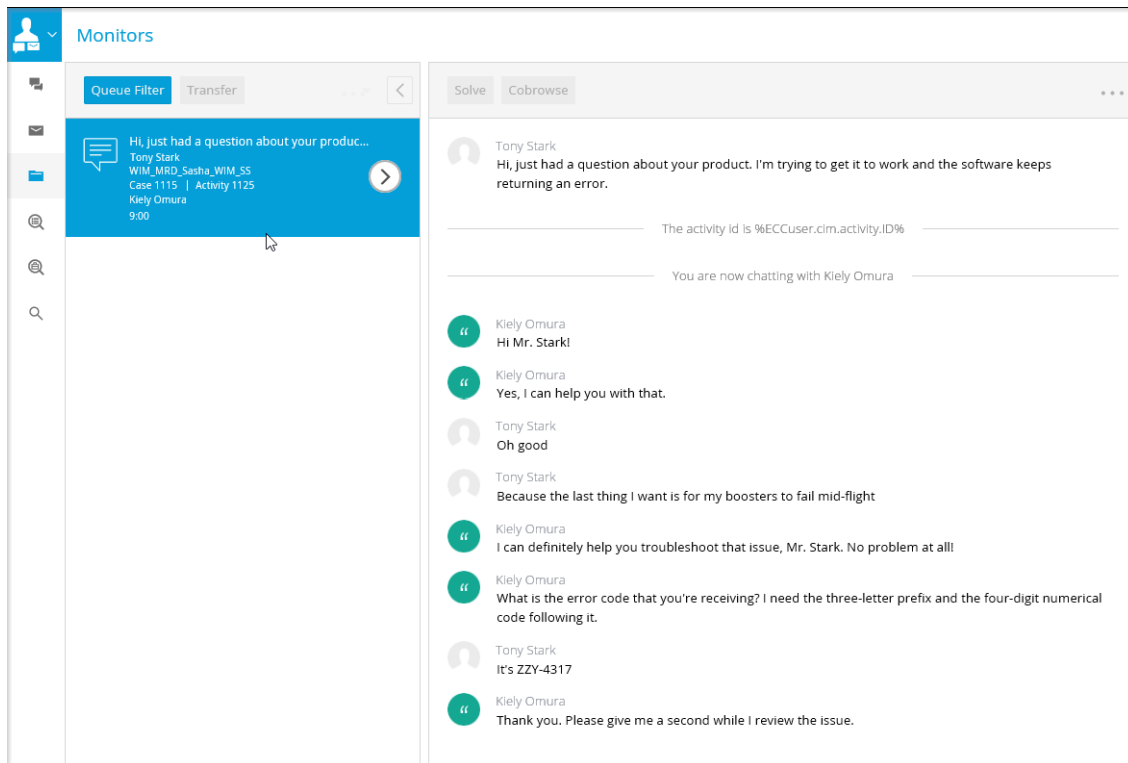 Monitors
Queue Filter
Transfer
Hi, just had a question about your produc...
Tony Stark
WIM_MRD_Sasha_WIM_SS
Case 1115 | Activity 1125
Kiely Omura
9:00
Solve
Cobrowse
Tony Stark
Hi, just had a question about your product. I'm trying to get it to work and the software keeps
returning an error.
The activity id is %ECCuser.cim.activity.ID%
You are now chatting with Kiely Omura
Kiely Omura
Hi Mr. Stark!
Kiely Omura
Yes, I can help you with that.
Tony Stark
Oh good
Tony Stark
Because the last thing I want is for my boosters to fail mid-flight
Kiely Omura
I can definitely help you troubleshoot that issue, Mr. Stark. No problem at all!
Kiely Omura
What is the error code that you're receiving? I need the three-letter prefix and the four-digit numerical
code following it.
Tony Stark
It's ZZY-4317
Kiely Omura
Thank you. Please give me a second while I review the issue.